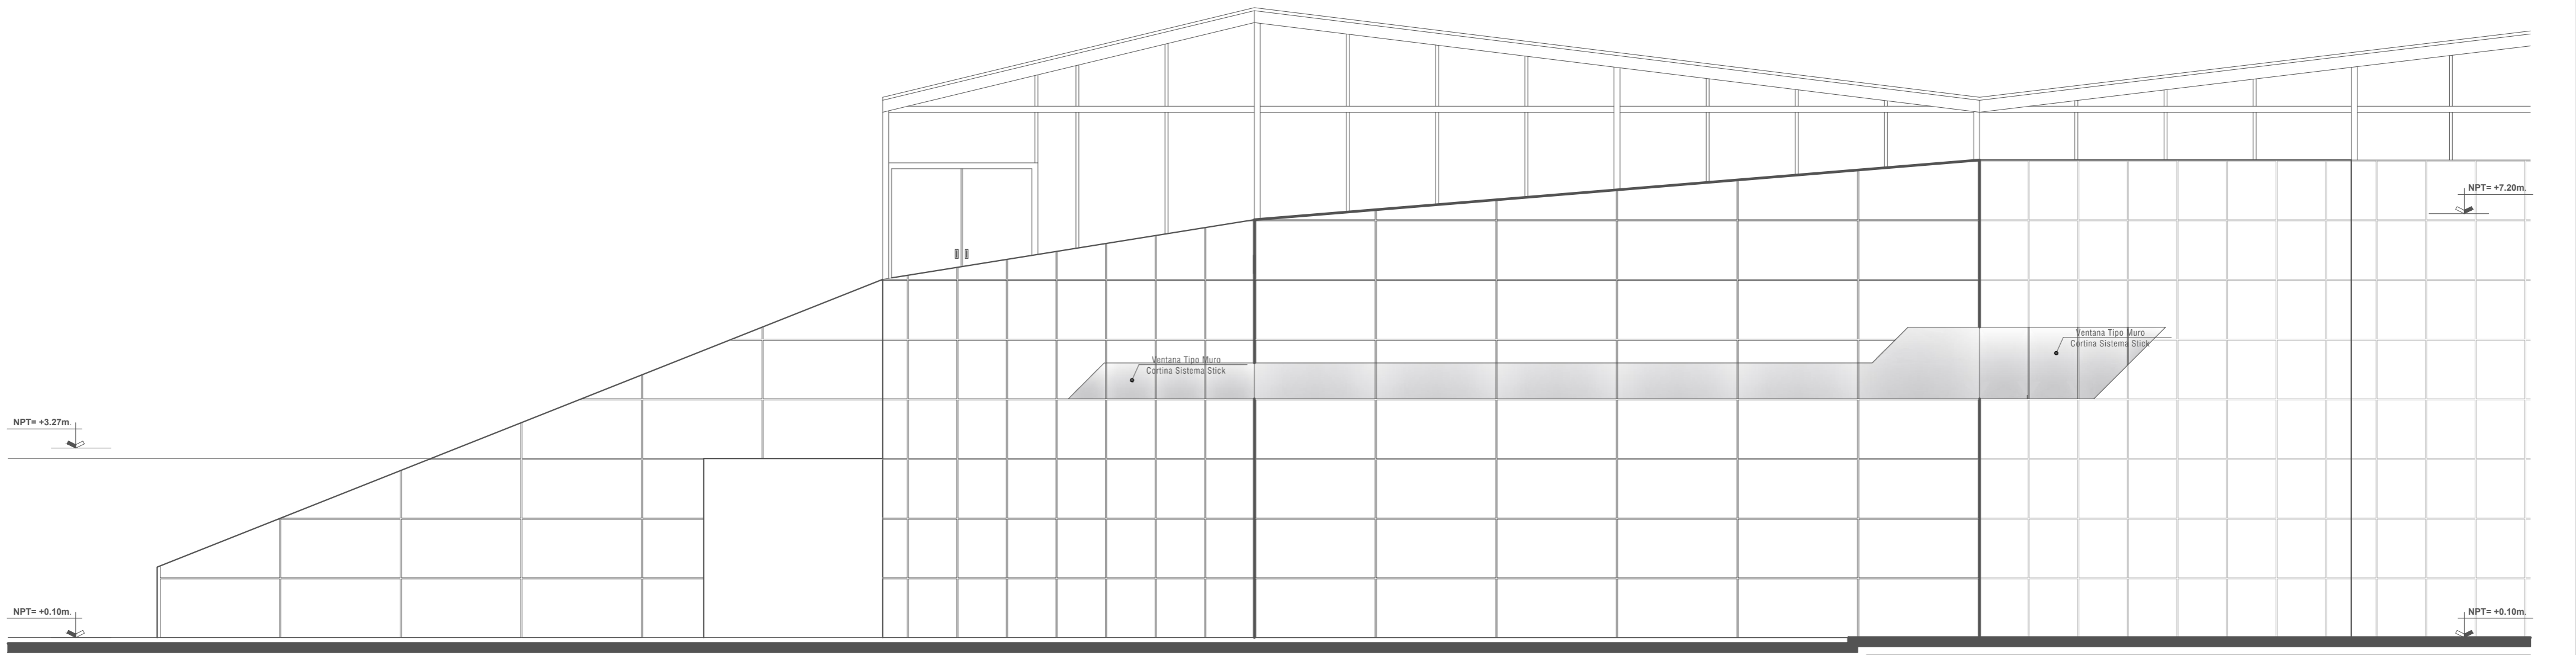 NPT= +7.20m.
Ventana Tipo Muro
Cortina Sistema Stick
Ventana Tipo Muro
Cortina Sistema Stick
NPT= +3.27m.
NPT= +0.10m.
NPT= +0.10m.